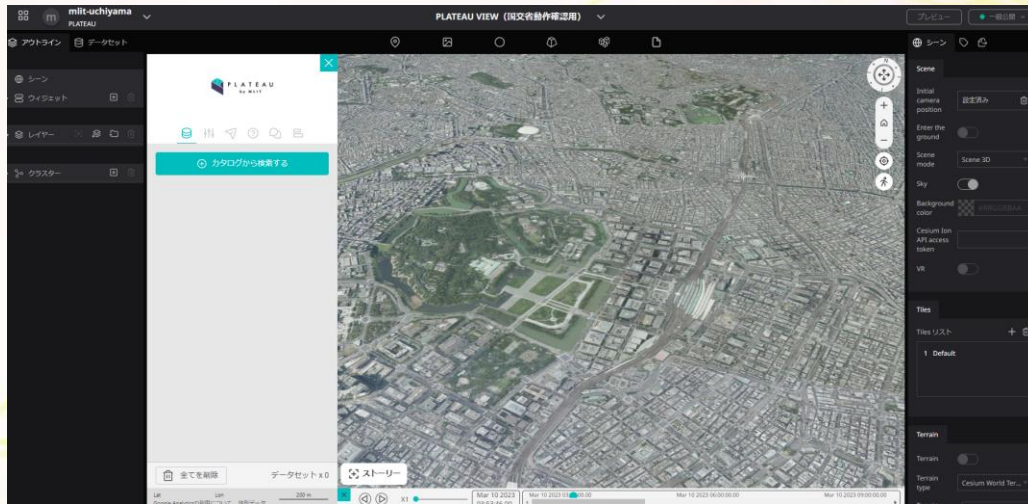 mlit-uchiyama
m
PLATEAU
PLATEAU VIEW（国交省動作確認用）
プレビュー
一般公開
アウトライン
データセット
シーン
シーン
ウィジェット
レイヤー
クラスター
PLATEAU
by MLIT
カタログから検索する
全てを削除
データセット x 0
Lat
Lon
200 m
ストーリー
X1
Mar 10 2023
Mar 10 2023 06:00:00.00
Mar 10 2023 09:00:00.00
Scene
Initial
camera
position
設定済み
Enter the
ground
Scene
mode
Scene 3D
Sky
Background
color
Cesium Ion
API access
token
VR
Tiles
Tiles リスト
1 Default
Terrain
Terrain
Terrain
type
Cesium World Ter...